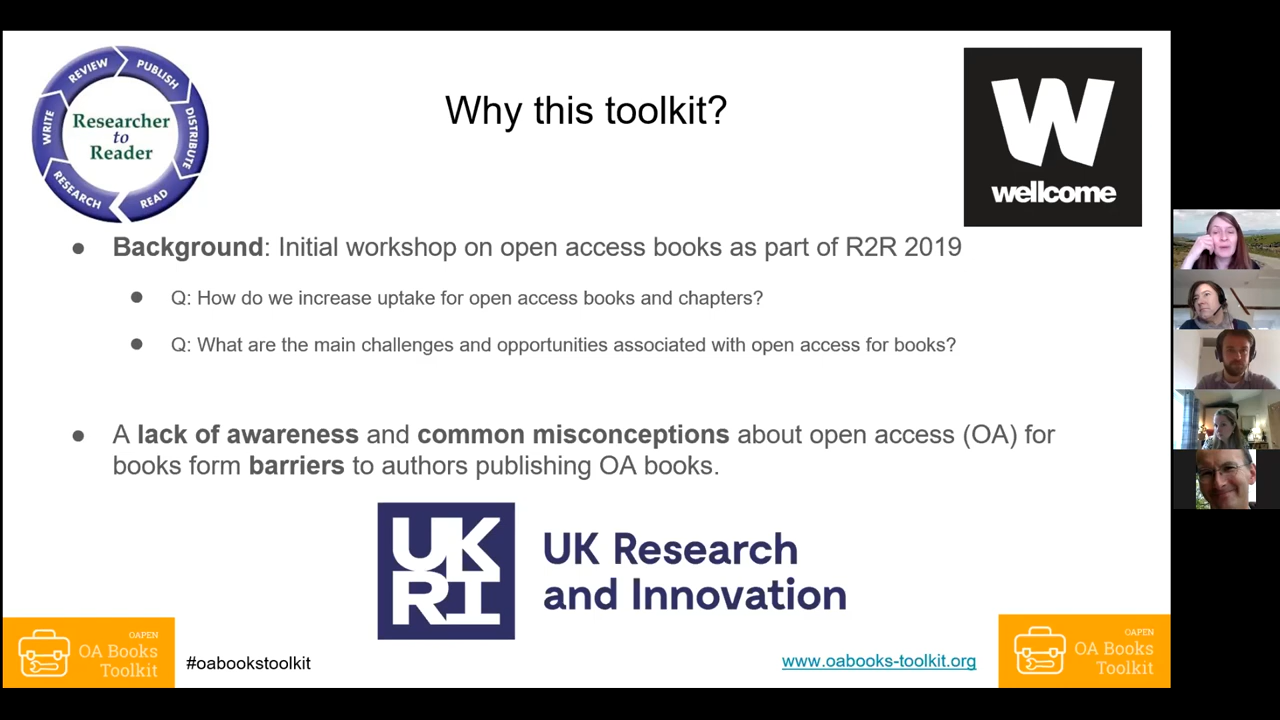 REVIEW
PUBLISH
DISTRIBUTE
READ
RESEARCH
WRITE
Researcher
to
Reader
Why this toolkit?
W
wellcome
● Background: Initial workshop on open access books as part of R2R 2019
● Q: How do we increase uptake for open access books and chapters?
● Q: What are the main challenges and opportunities associated with open access for books?
● A lack of awareness and common misconceptions about open access (OA) for
books form barriers to authors publishing OA books.
UK
RI
UK Research
and Innovation
OAPEN
OA Books
Toolkit
#oabookstoolkit
www.oabooks-toolkit.org
OAPEN
OA Books
Toolkit